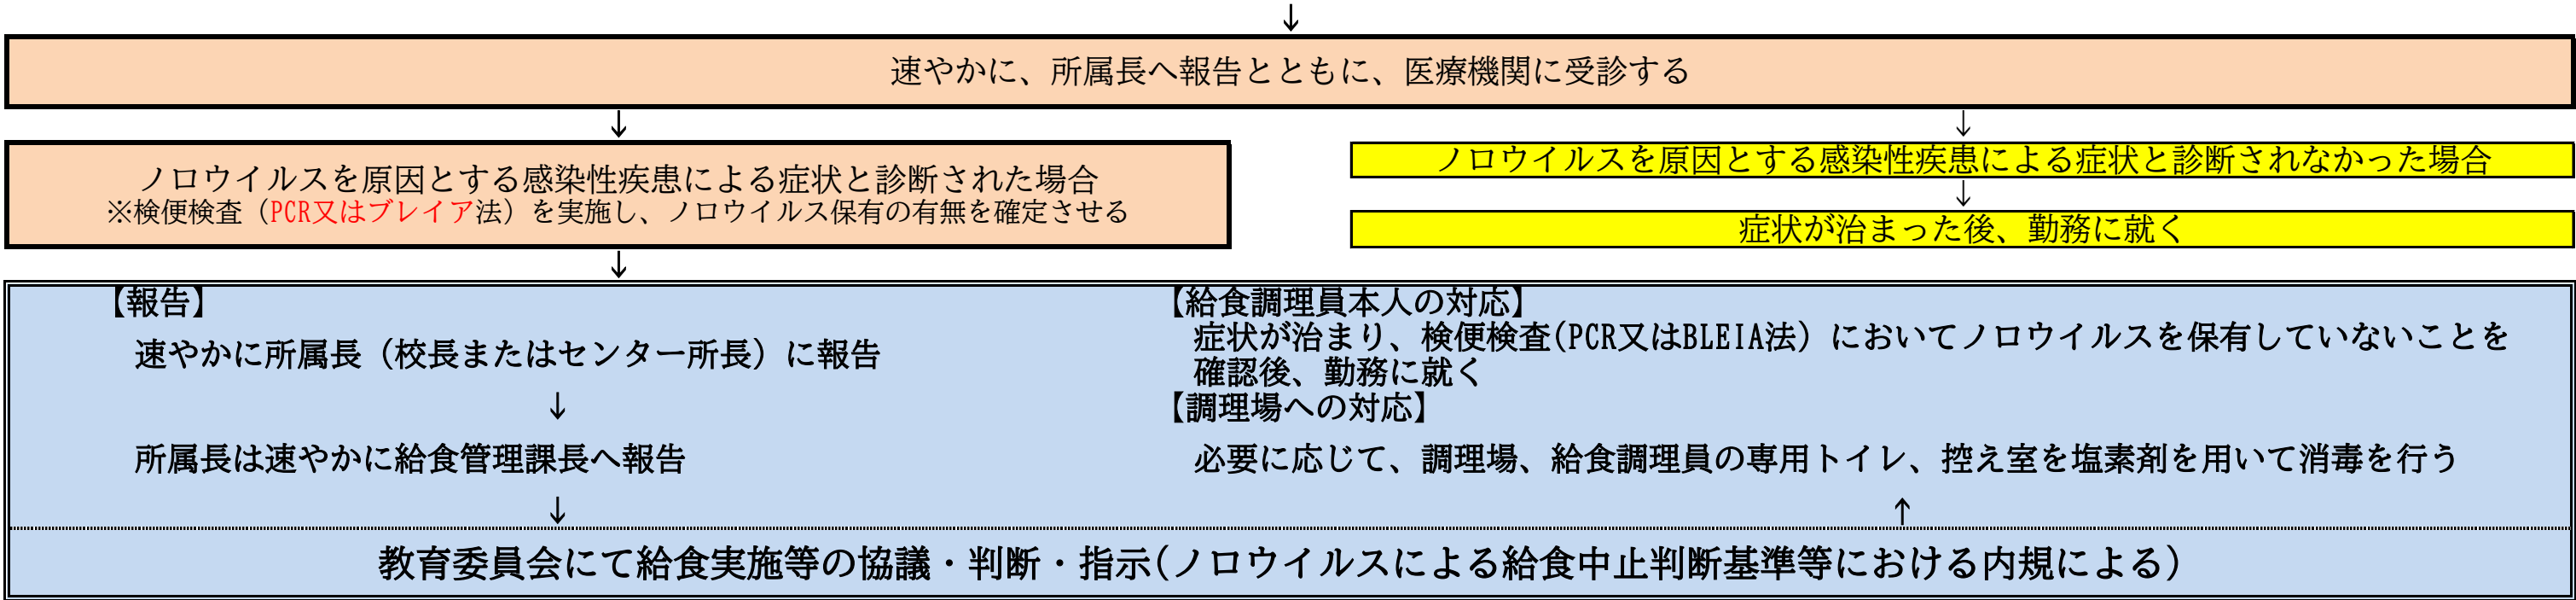 ↓
速やかに、所属長へ報告とともに、医療機関に受診する
↓
↓
ノロウイルスを原因とする感染性疾患による症状と診断された場合
※検便検査（PCR又はブレイア法）を実施し、ノロウイルス保有の有無を確定させる
ノロウイルスを原因とする感染性疾患による症状と診断されなかった場合
↓
症状が治まった後、勤務に就く
↓
【報告】
速やかに所属長（校長またはセンター所長）に報告
↓
所属長は速やかに給食管理課長へ報告
↓
【給食調理員本人の対応】
症状が治まり、検便検査(PCR又はBLEIA法）においてノロウイルスを保有していないことを
確認後、勤務に就く
【調理場への対応】
必要に応じて、調理場、給食調理員の専用トイレ、控え室を塩素剤を用いて消毒を行う
↑
教育委員会にて給食実施等の協議・判断・指示(ノロウイルスによる給食中止判断基準等における内規による）